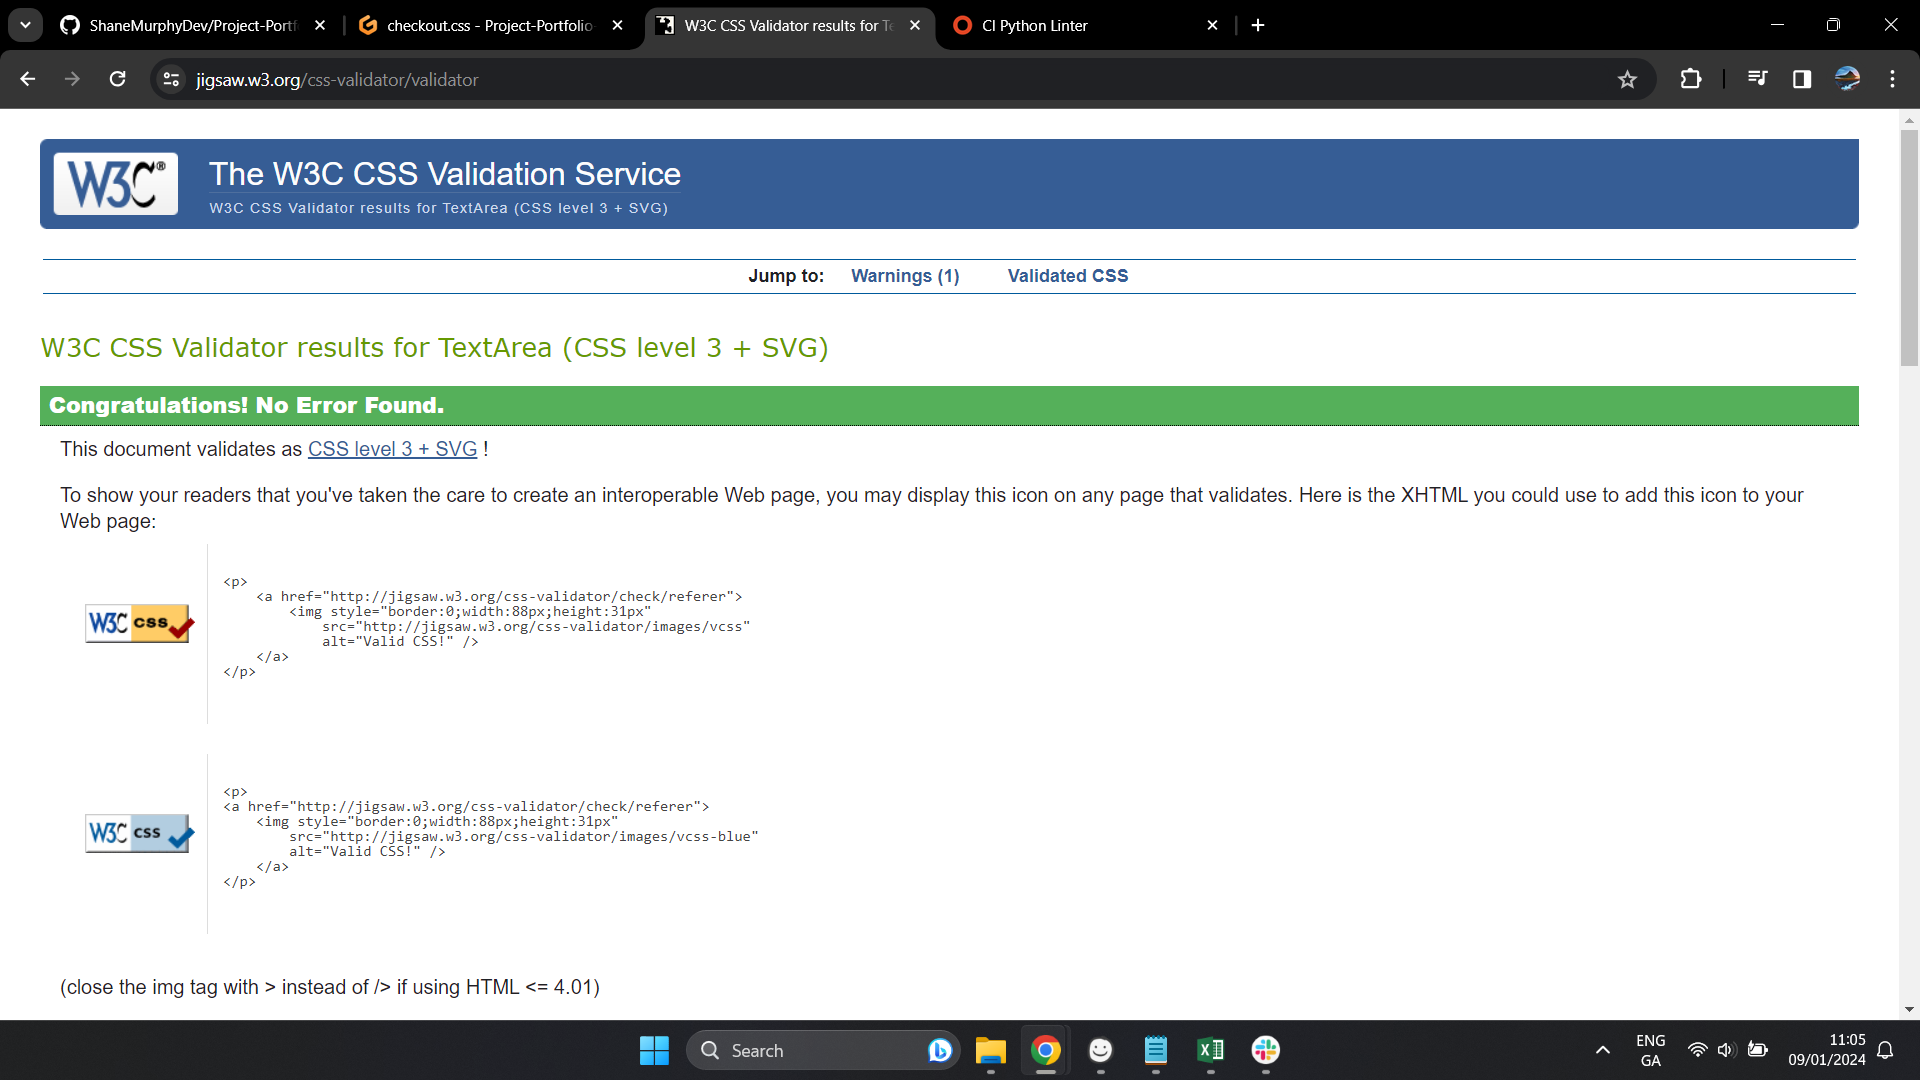 ShaneMurphyDev/Project-Portf
checkout.css - Project-Portfolio
W3C CSS Validator results for Te
CI Python Linter
jigsaw.w3.org/css-validator/validator
W3C®
The W3C CSS Validation Service
W3C CSS Validator results for TextArea (CSS level 3 + SVG)
Jump to: Warnings (1) Validated CSS
W3C CSS Validator results for TextArea (CSS level 3 + SVG)
Congratulations! No Error Found.
This document validates as CSS level 3 + SVG !
To show your readers that you've taken the care to create an interoperable Web page, you may display this icon on any page that validates. Here is the XHTML you could use to add this icon to your
Web page:
W3C css
<p>
<a href="http://jigsaw.w3.org/css-validator/check/referer">
<img style="border:0;width:88px;height:31px"
src="http://jigsaw.w3.org/css-validator/images/vcss"
alt="Valid CSS!" />
</a>
</p>
W3C css
<p>
<a href="http://jigsaw.w3.org/css-validator/check/referer">
<img style="border:0;width:88px;height:31px"
src="http://jigsaw.w3.org/css-validator/images/vcss-blue"
alt="Valid CSS!" />
</a>
</p>
(close the img tag with > instead of /> if using HTML <= 4.01)
Search
ENG
GA
11:05
09/01/2024